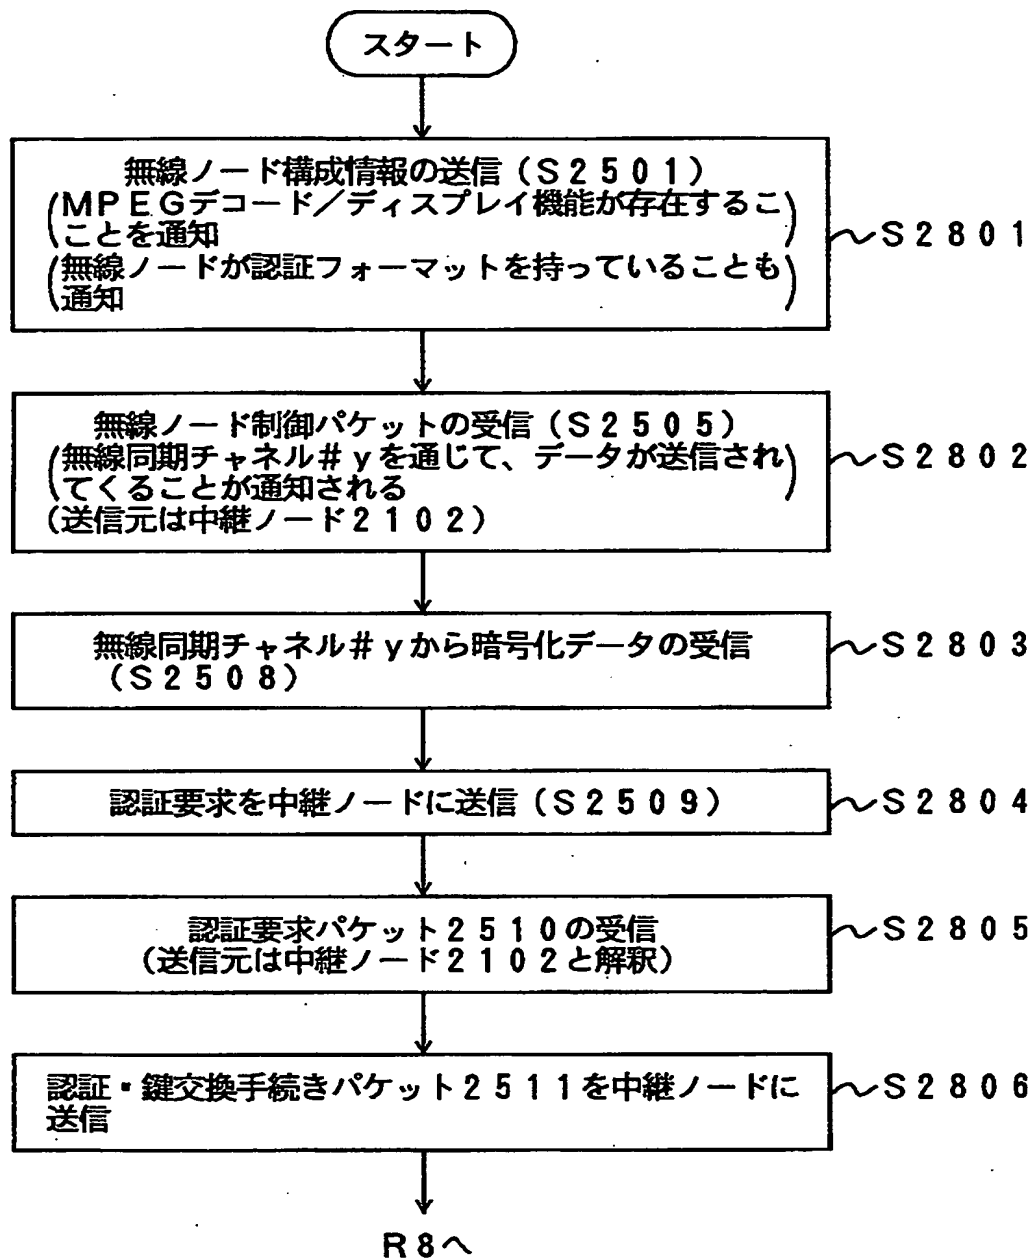 スタート
無線ノード構成情報の送信(S2501)
(MPEGデコード/ディスプレイ機能が存在するこ
ことを通知)
(無線ノードが認証フォーマットを持っていることも
通知)
~S2801
無線ノード制御パケットの受信(S2505)
(無線同期チャネル#yを通じて、データが送信され
てくることが通知される)
(送信元は中継ノード2102)
~S2802
無線同期チャネル#yから暗号化データの受信
(S2508)
~S2803
認証要求を中継ノードに送信(S2509)
~S2804
認証要求パケット2510の受信
(送信元は中継ノード2102と解釈)
~S2805
認証・鍵交換手続きパケット2511を中継ノードに
送信
~S2806
R8へ